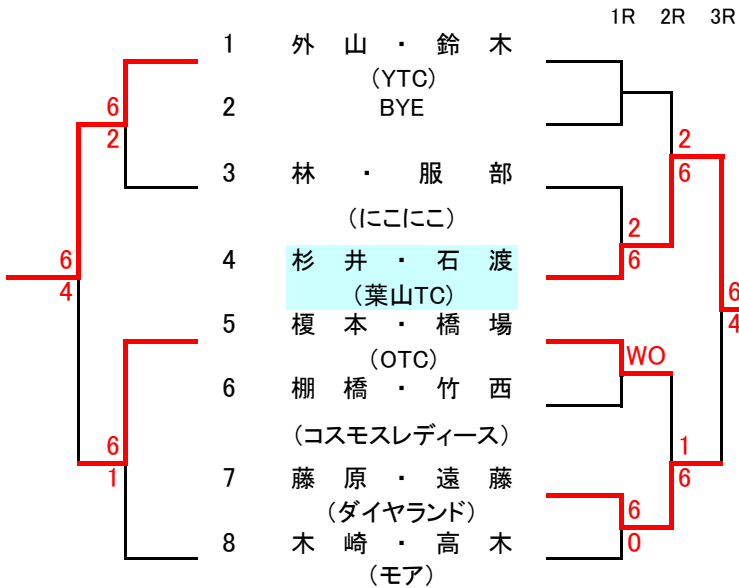 1R 2R 3R
1 外 山 ・ 鈴 木
(YTC)
6
2 BYE
2
2
6
3 林 ・ 服 部
(にこにこ)
2
6
6
4
4 杉 井 ・ 石 渡
(葉山TC)
6
4
5 榎 本 ・ 橋 場
(OTC)
WO
6 棚 橋 ・ 竹 西
(コスモスレディース)
6
1
1
6
7 藤 原 ・ 遠 藤
(ダイヤランド)
6
0
8 木 崎 ・ 高 木
(モア)